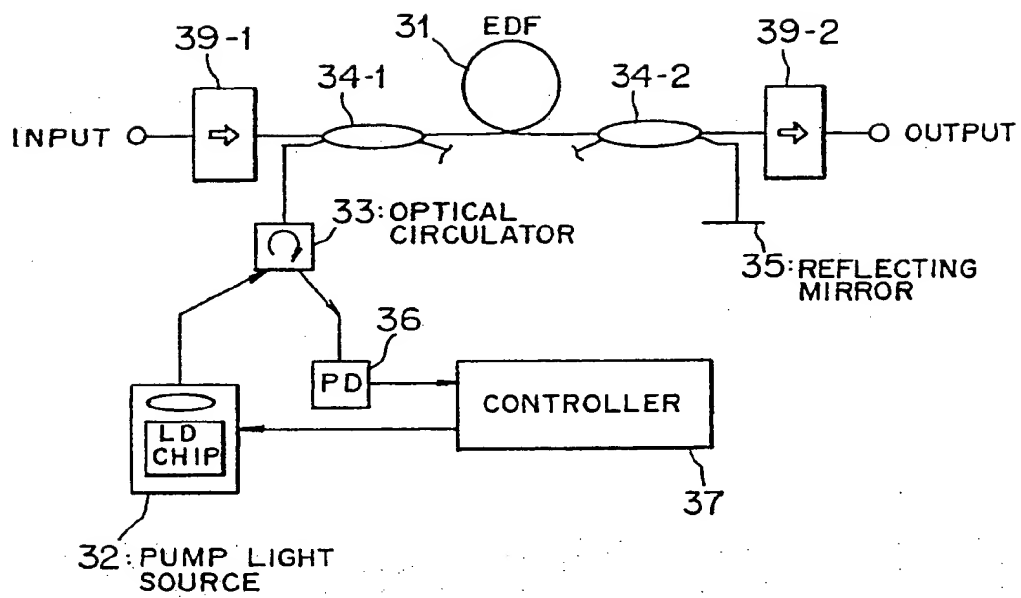 39-1
34-1
31
EDF
34-2
39-2
INPUT
OUTPUT
33: OPTICAL
CIRCULATOR
35: REFLECTING
MIRROR
36
PD
CONTROLLER
LD
CHIP
37
32: PUMP LIGHT
SOURCE